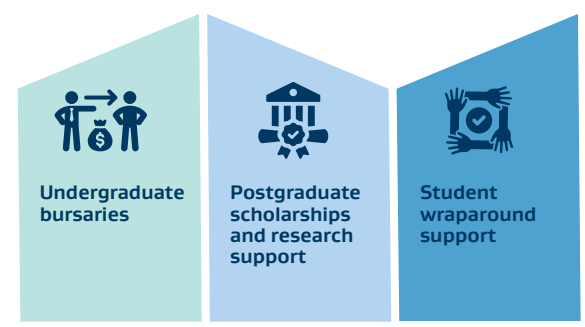 Undergraduate
bursaries
Postgraduate
scholarships
and research
support
Student
wraparound
support